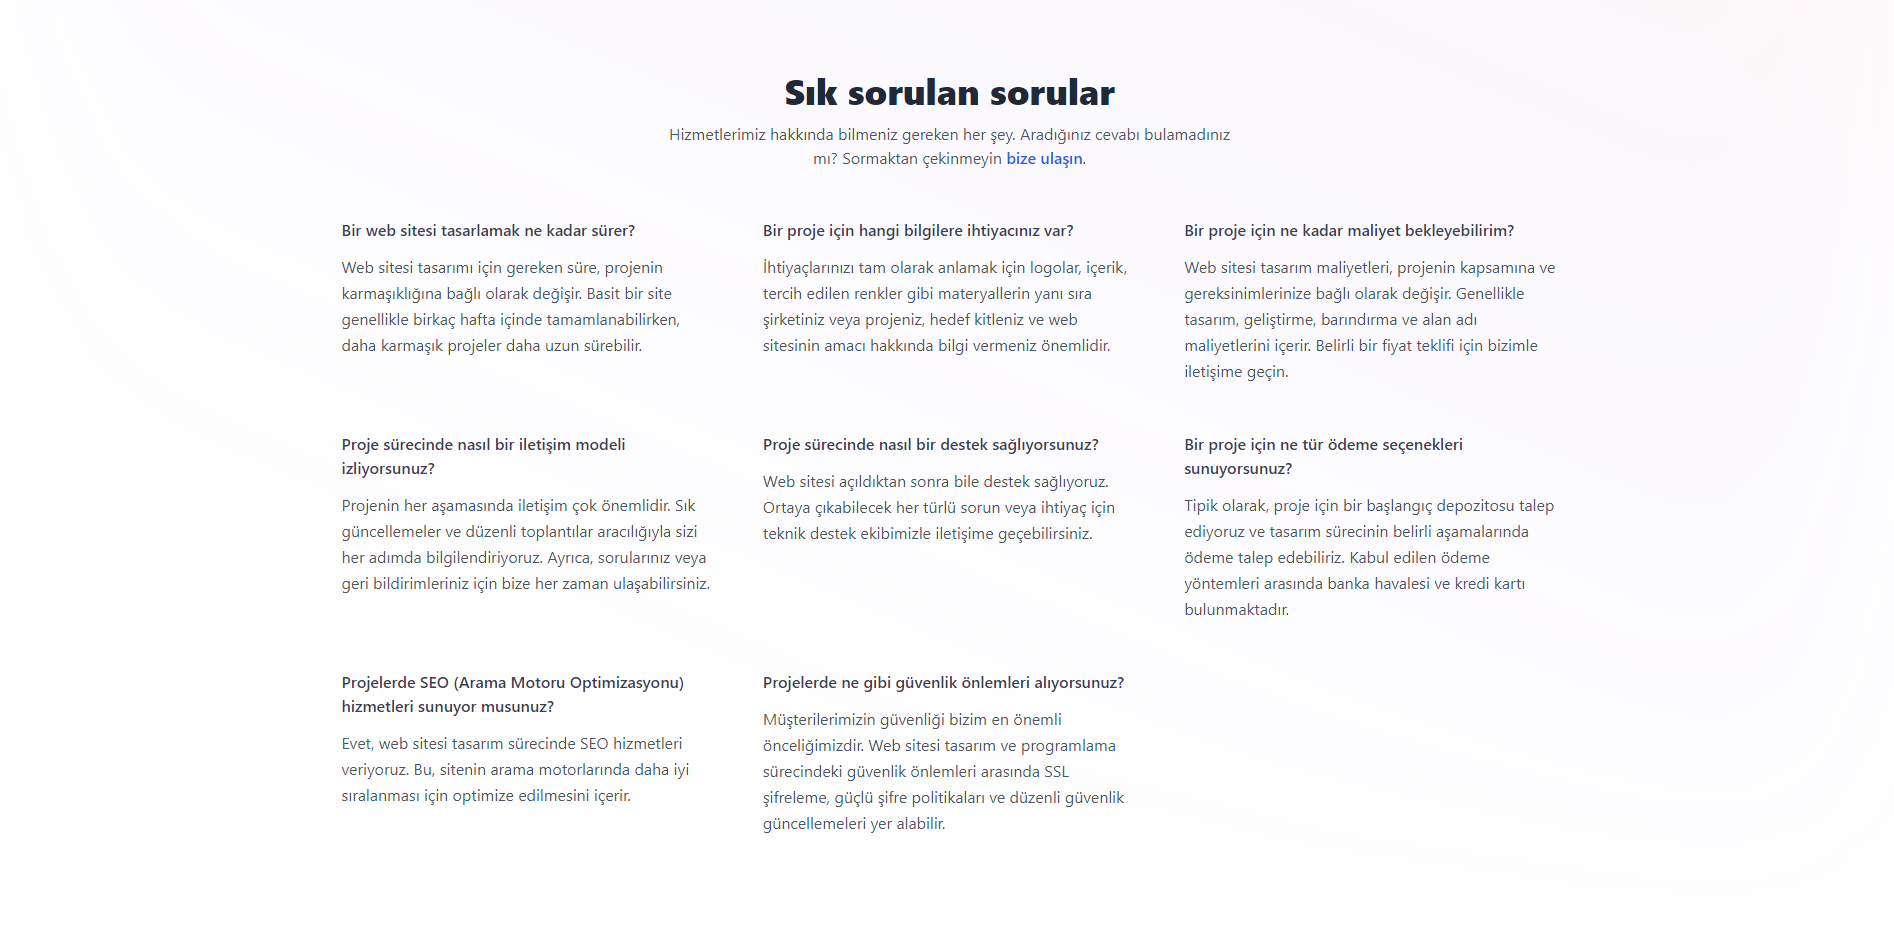 Sık sorulan sorular
Hizmetlerimiz hakkında bilmeniz gereken her şey. Aradığınız cevabı bulamadınız
mı? Sormaktan çekinmeyin bize ulaşın.
Bir web sitesi tasarlamak ne kadar sürer?
Web sitesi tasarımı için gereken süre, projenin
karmaşıklığına bağlı olarak değişir. Basit bir site
genellikle birkaç hafta içinde tamamlanabilirken,
daha karmaşık projeler daha uzun sürebilir.
Bir proje için hangi bilgilere ihtiyacınız var?
İhtiyaçlarınızı tam olarak anlamak için logolar, içerik,
tercih edilen renkler gibi materyallerin yanı sıra
şirketiniz veya projeniz, hedef kitleniz ve web
sitesinin amacı hakkında bilgi vermeniz önemlidir.
Bir proje için ne kadar maliyet bekleyebilirim?
Web sitesi tasarım maliyetleri, projenin kapsamına ve
gereksinimlerinize bağlı olarak değişir. Genellikle
tasarım, geliştirme, barındırma ve alan adı
maliyetlerini içerir. Belirli bir fiyat teklifi için bizimle
iletişime geçin.
Proje sürecinde nasıl bir iletişim modeli
izliyorsunuz?
Projenin her aşamasında iletişim çok önemlidir. Sık
güncellemeler ve düzenli toplantılar aracılığıyla sizi
her adımda bilgilendiriyoruz. Ayrıca, sorularınız veya
geri bildirimleriniz için bize her zaman ulaşabilirsiniz.
Proje sürecinde nasıl bir destek sağlıyorsunuz?
Web sitesi açıldıktan sonra bile destek sağlıyoruz.
Ortaya çıkabilecek her türlü sorun veya ihtiyaç için
teknik destek ekibimizle iletişime geçebilirsiniz.
Bir proje için ne tür ödeme seçenekleri
sunuyorsunuz?
Tipik olarak, proje için bir başlangıç depozitosu talep
ediyoruz ve tasarım sürecinin belirli aşamalarında
ödeme talep edebiliriz. Kabul edilen ödeme
yöntemleri arasında banka havalesi ve kredi kartı
bulunmaktadır.
Projelerde SEO (Arama Motoru Optimizasyonu)
hizmetleri sunuyor musunuz?
Evet, web sitesi tasarım sürecinde SEO hizmetleri
veriyoruz. Bu, sitenin arama motorlarında daha iyi
sıralanması için optimize edilmesini içerir.
Projelerde ne gibi güvenlik önlemleri alıyorsunuz?
Müşterilerimizin güvenliği bizim en önemli
önceliğimizdir. Web sitesi tasarım ve programlama
sürecindeki güvenlik önlemleri arasında SSL
şifreleme, güçlü şifre politikaları ve düzenli güvenlik
güncellemeleri yer alabilir.